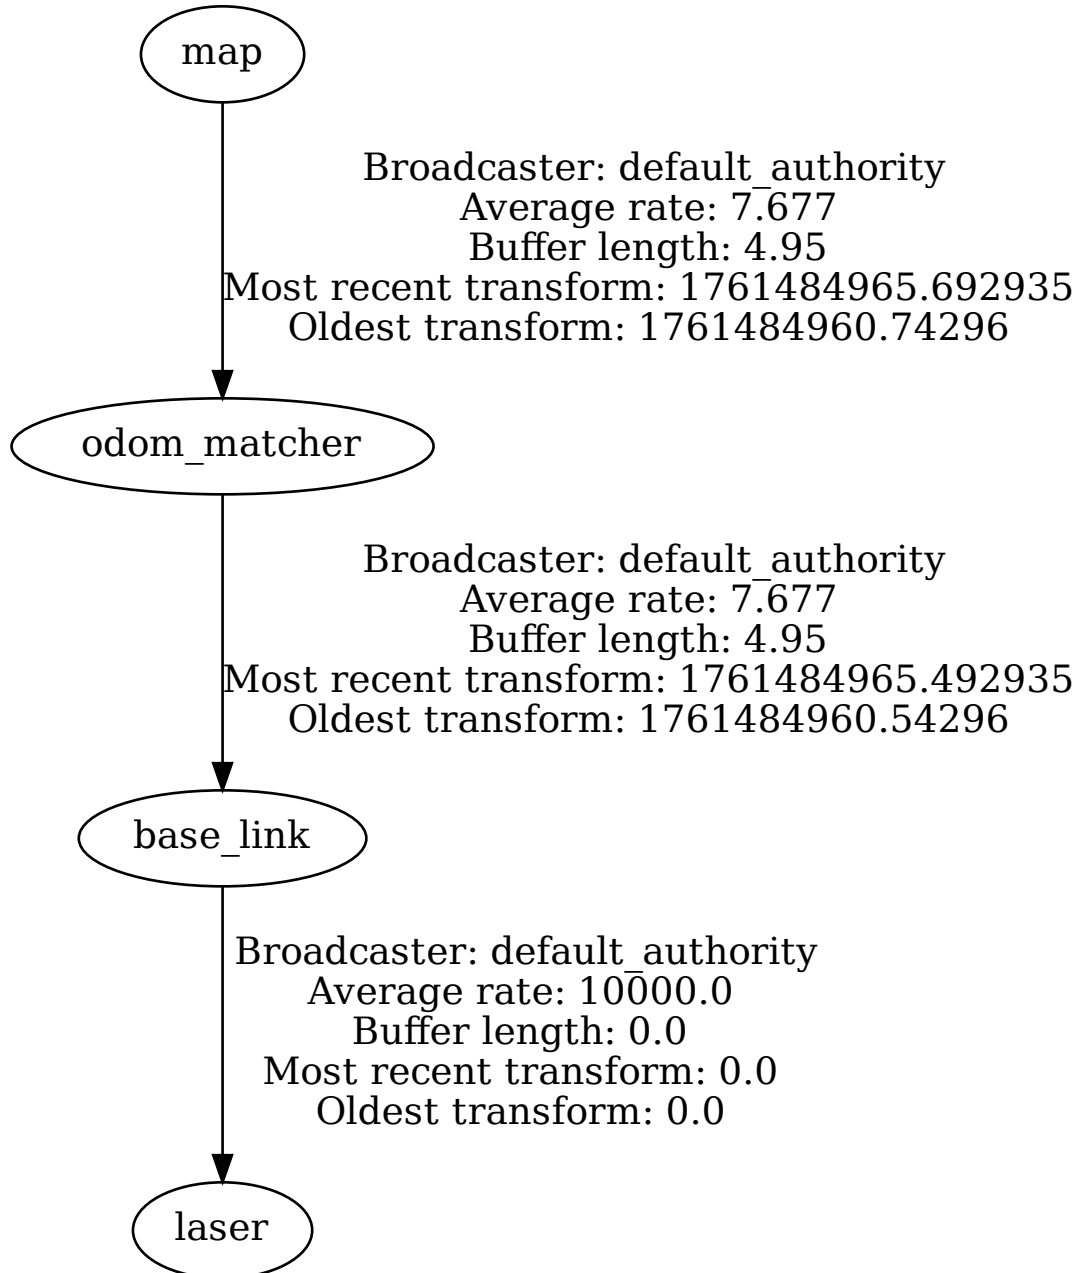 map
Broadcaster: default_authority
Average rate: 7.677
Buffer length: 4.95
Most recent transform: 1761484965.692935
Oldest transform: 1761484960.74296
odom_matcher
Broadcaster: default_authority
Average rate: 7.677
Buffer length: 4.95
Most recent transform: 1761484965.492935
Oldest transform: 1761484960.54296
base_link
Broadcaster: default_authority
Average rate: 10000.0
Buffer length: 0.0
Most recent transform: 0.0
Oldest transform: 0.0
laser